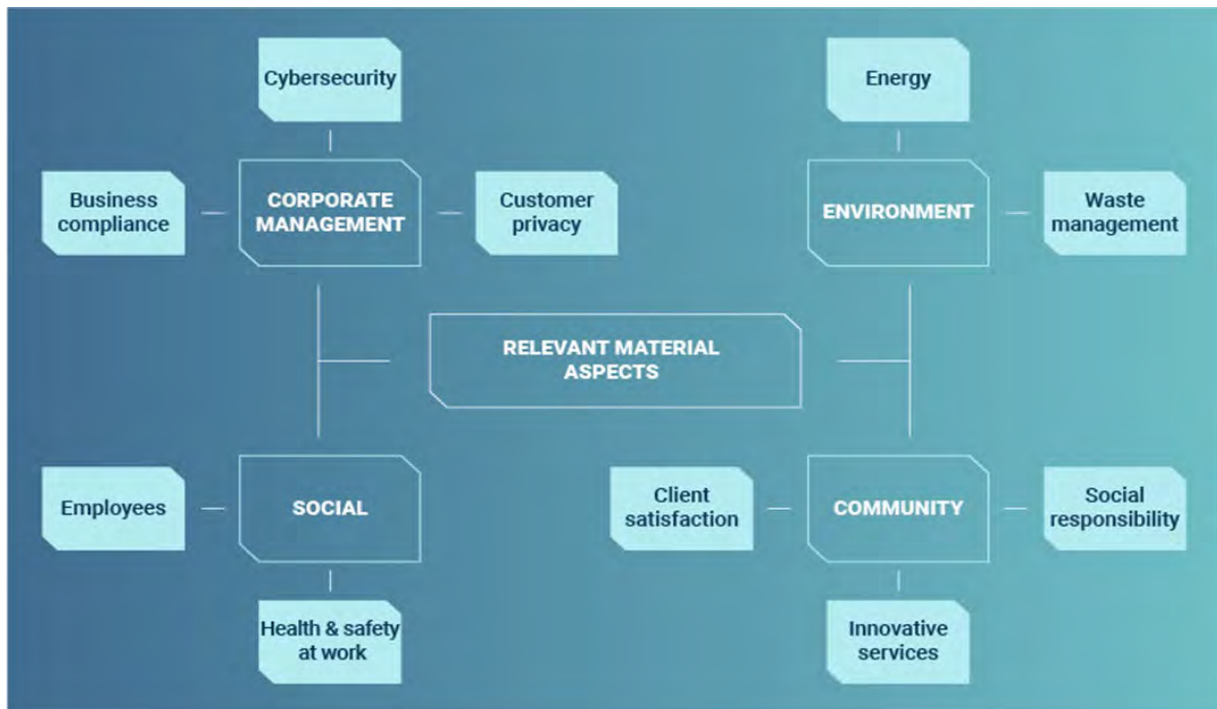 Cybersecurity
Energy
Business
compliance
CORPORATE
MANAGEMENT
Customer
privacy
ENVIRONMENT
Waste
management
RELEVANT MATERIAL
ASPECTS
Employees
SOCIAL
Client
satisfaction
COMMUNITY
Social
responsibility
Health & safety
at work
Innovative
services